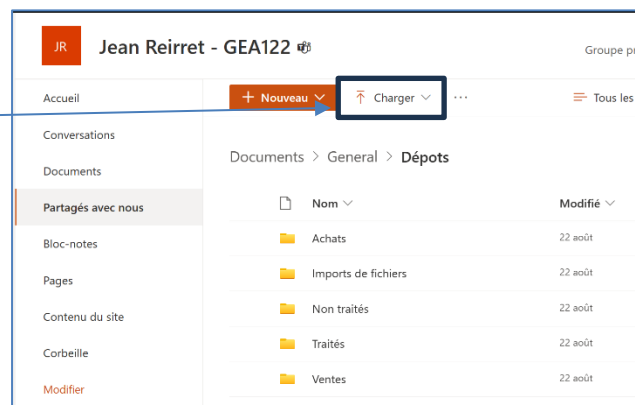 JR Jean Reirret - GEA122 Groupe
Accueil
Conversations
Documents
Partagés avec nous
Bloc-notes
Pages
Contenu du site
Corbeille
Modifier
+ Nouveau Charger ... Tous les
Documents > General > Dépots
Nom Modifié
Achats 22 août
Imports de fichiers 22 août
Non traités 22 août
Traités 22 août
Ventes 22 août